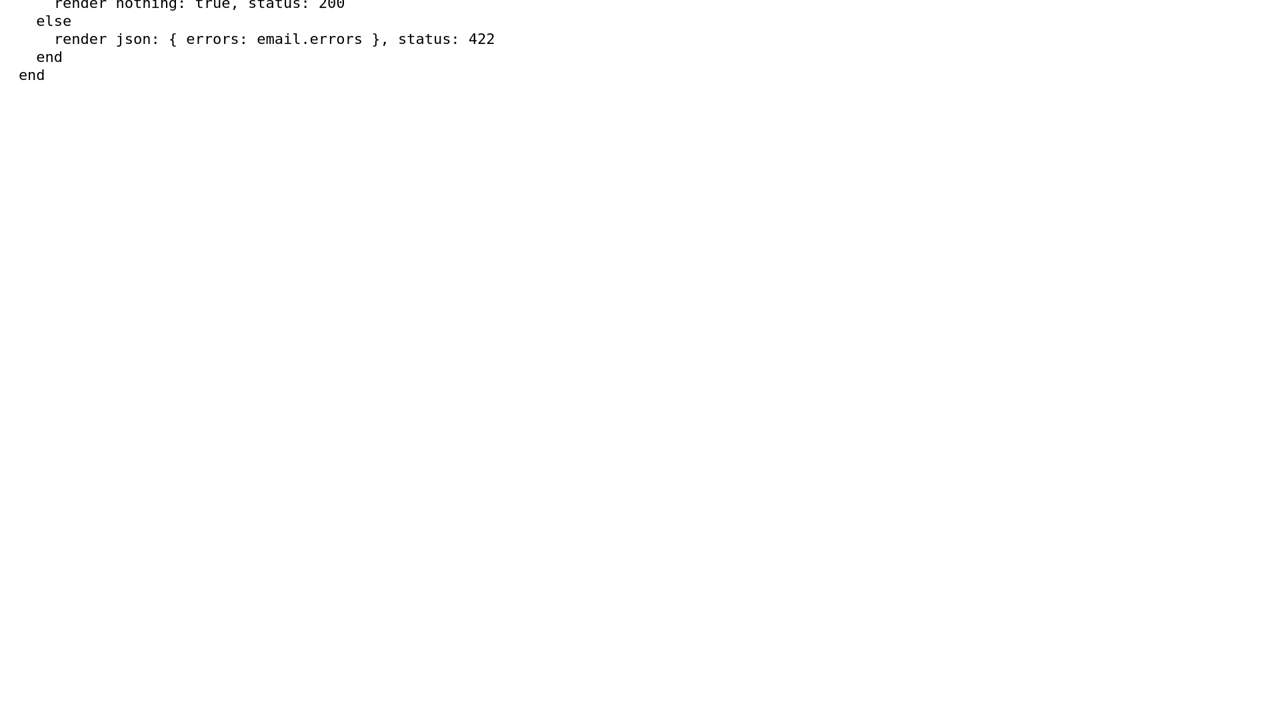 render nothing: true, status: 200
else
render json: { errors: email.errors }, status: 422
end
end